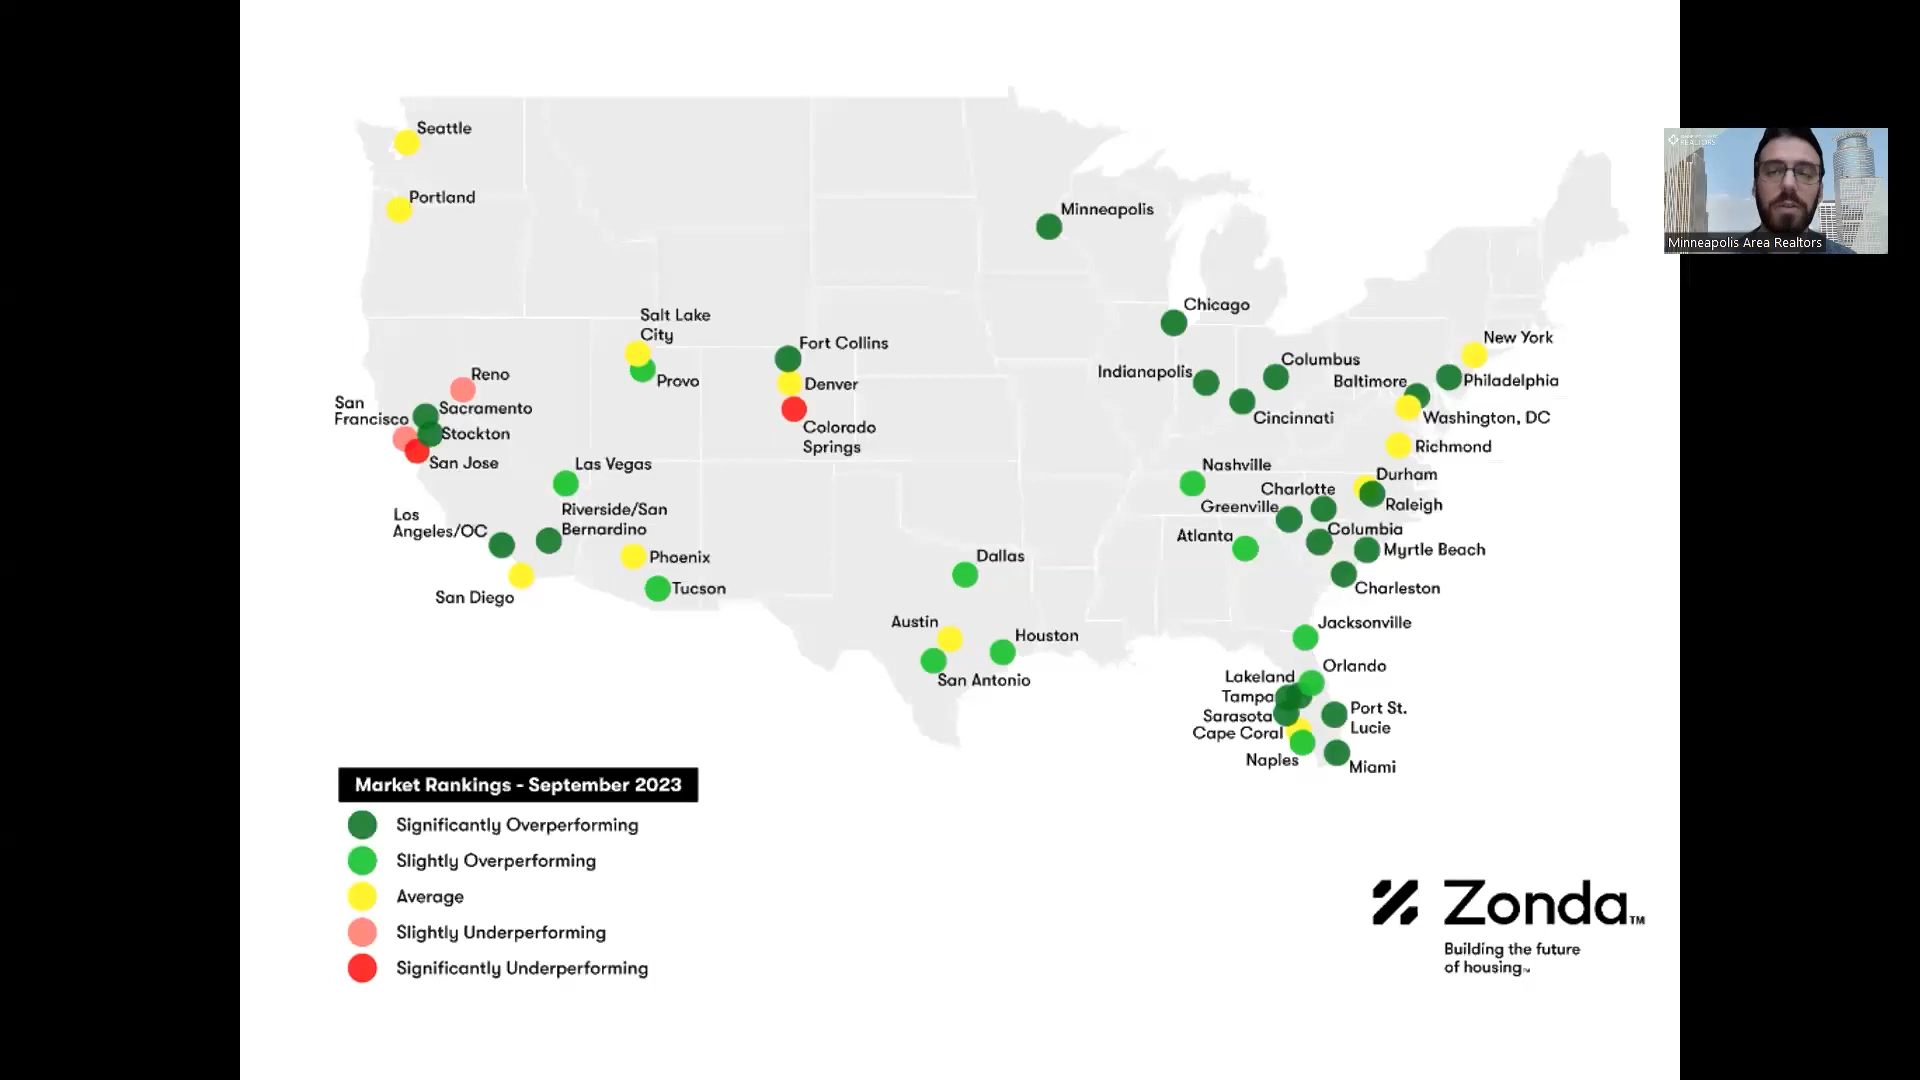 Seattle
Portland
Minneapolis
Chicago
Salt Lake
City
Provo
Fort Collins
Denver
Colorado
Springs
Reno
San
Francisco
Sacramento
Stockton
San Jose
Las Vegas
Riverside/San
Bernardino
Los
Angeles/OC
San Diego
Phoenix
Tucson
Dallas
Austin
Houston
San Antonio
Indianapolis
Columbus
Cincinnati
New York
Philadelphia
Baltimore
Washington, DC
Richmond
Durham
Raleigh
Nashville
Charlotte
Greenville
Columbia
Atlanta
Myrtle Beach
Charleston
Jacksonville
Orlando
Lakeland
Tampa
Sarasota
Cape Coral
Naples
Port St.
Lucie
Miami
Market Rankings - September 2023
Significantly Overperforming
Slightly Overperforming
Average
Slightly Underperforming
Significantly Underperforming
Zonda™
Building the future
of housing™
REALTORS
Minneapolis Area Realtors